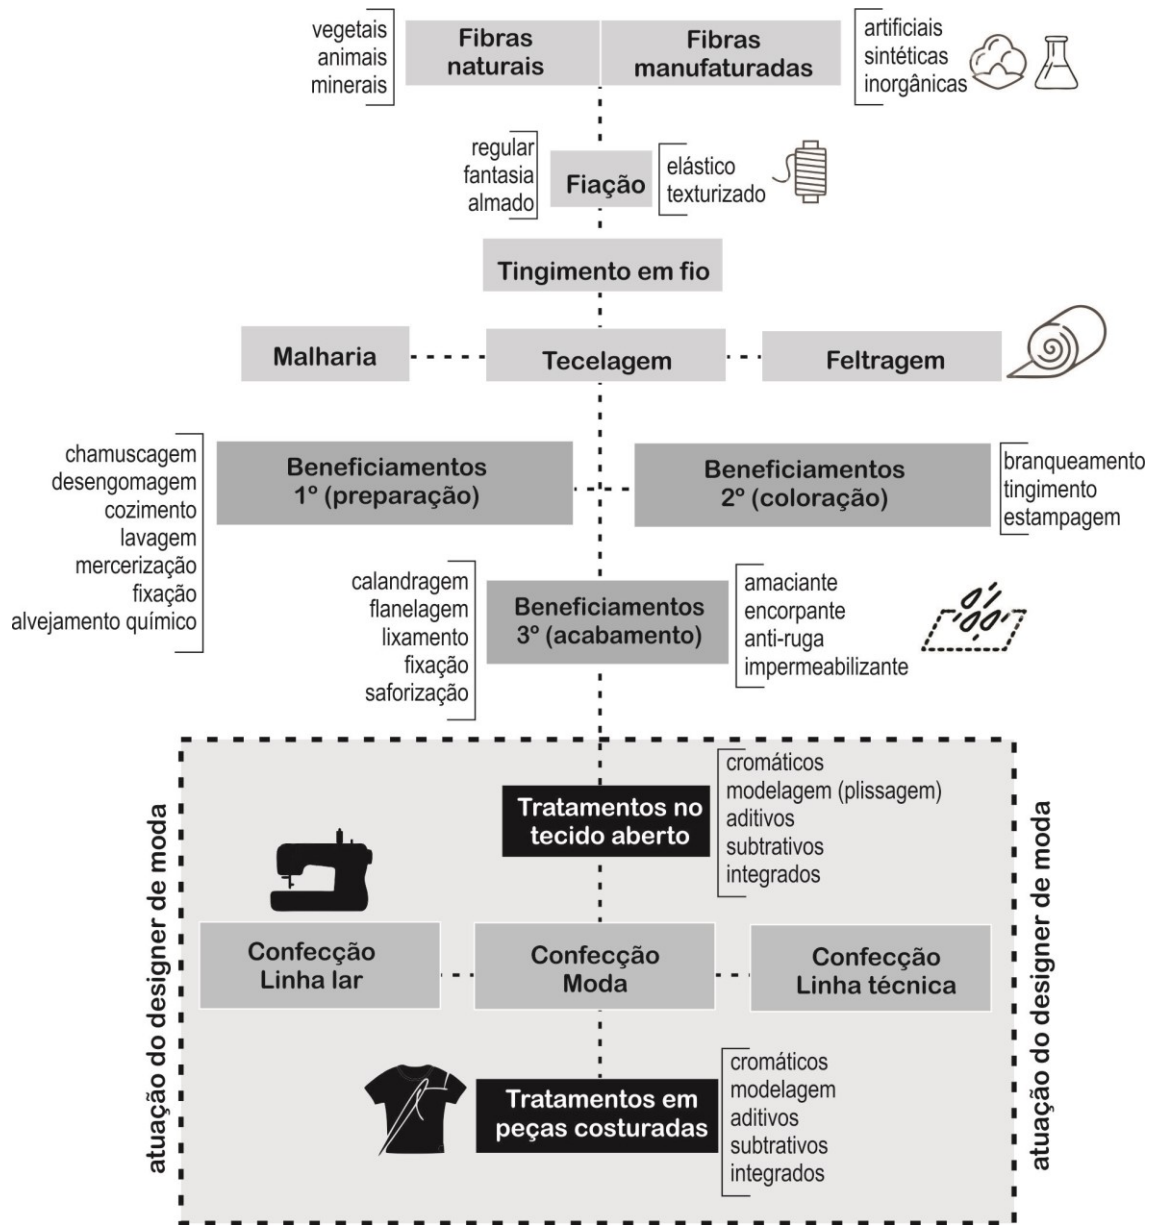 vegetais
animais
minerais
Fibras
naturais
Fibras
manufaturadas
artificiais
sintéticas
inorgânicas
regular
fantasia
almado
Fiação
elástico
texturizado
Tingimento em fio
Malharia
Tecelagem
Feltragem
chamuscagem
desengomagem
cozimento
lavagem
mercerização
fixação
alvejamento químico
Beneficiamentos
1º (preparação)
Beneficiamentos
2º (coloração)
branqueamento
tingimento
estampagem
calandragem
flanelagem
lixamento
fixação
saforização
Beneficiamentos
3º (acabamento)
amaciante
encorpante
anti-ruga
impermeabilizante
atuação do designer de moda
Tratamentos no
tecido aberto
cromáticos
modelagem (plissagem)
aditivos
subtrativos
integrados
Confecção
Linha lar
Confecção
Moda
Confecção
Linha técnica
Tratamentos em
peças costuradas
cromáticos
modelagem
aditivos
subtrativos
integrados
atuação do designer de moda